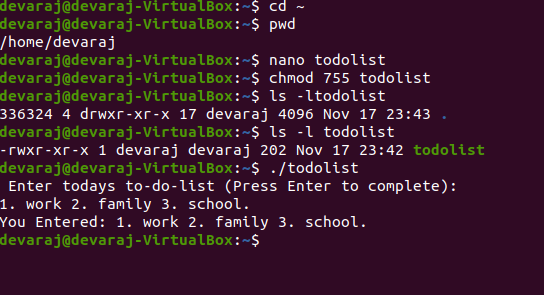 devaraj@devaraj-VirtualBox:~$ cd ~
devaraj@devaraj-VirtualBox:~$ pwd
/home/devaraj
devaraj@devaraj-VirtualBox:~$ nano todolist
devaraj@devaraj-VirtualBox:~$ chmod 755 todolist
devaraj@devaraj-VirtualBox:~$ ls -ltodolist
336324 4 drwxr-xr-x 17 devaraj 4096 Nov 17 23:43 .
devaraj@devaraj-VirtualBox:~$ ls -l todolist
-rwxr-xr-x 1 devaraj devaraj 202 Nov 17 23:42 todolist
devaraj@devaraj-VirtualBox:~$ ./todolist
 Enter todays to-do-list (Press Enter to complete):
1. work 2. family 3. school.
You Entered: 1. work 2. family 3. school.
devaraj@devaraj-VirtualBox:~$